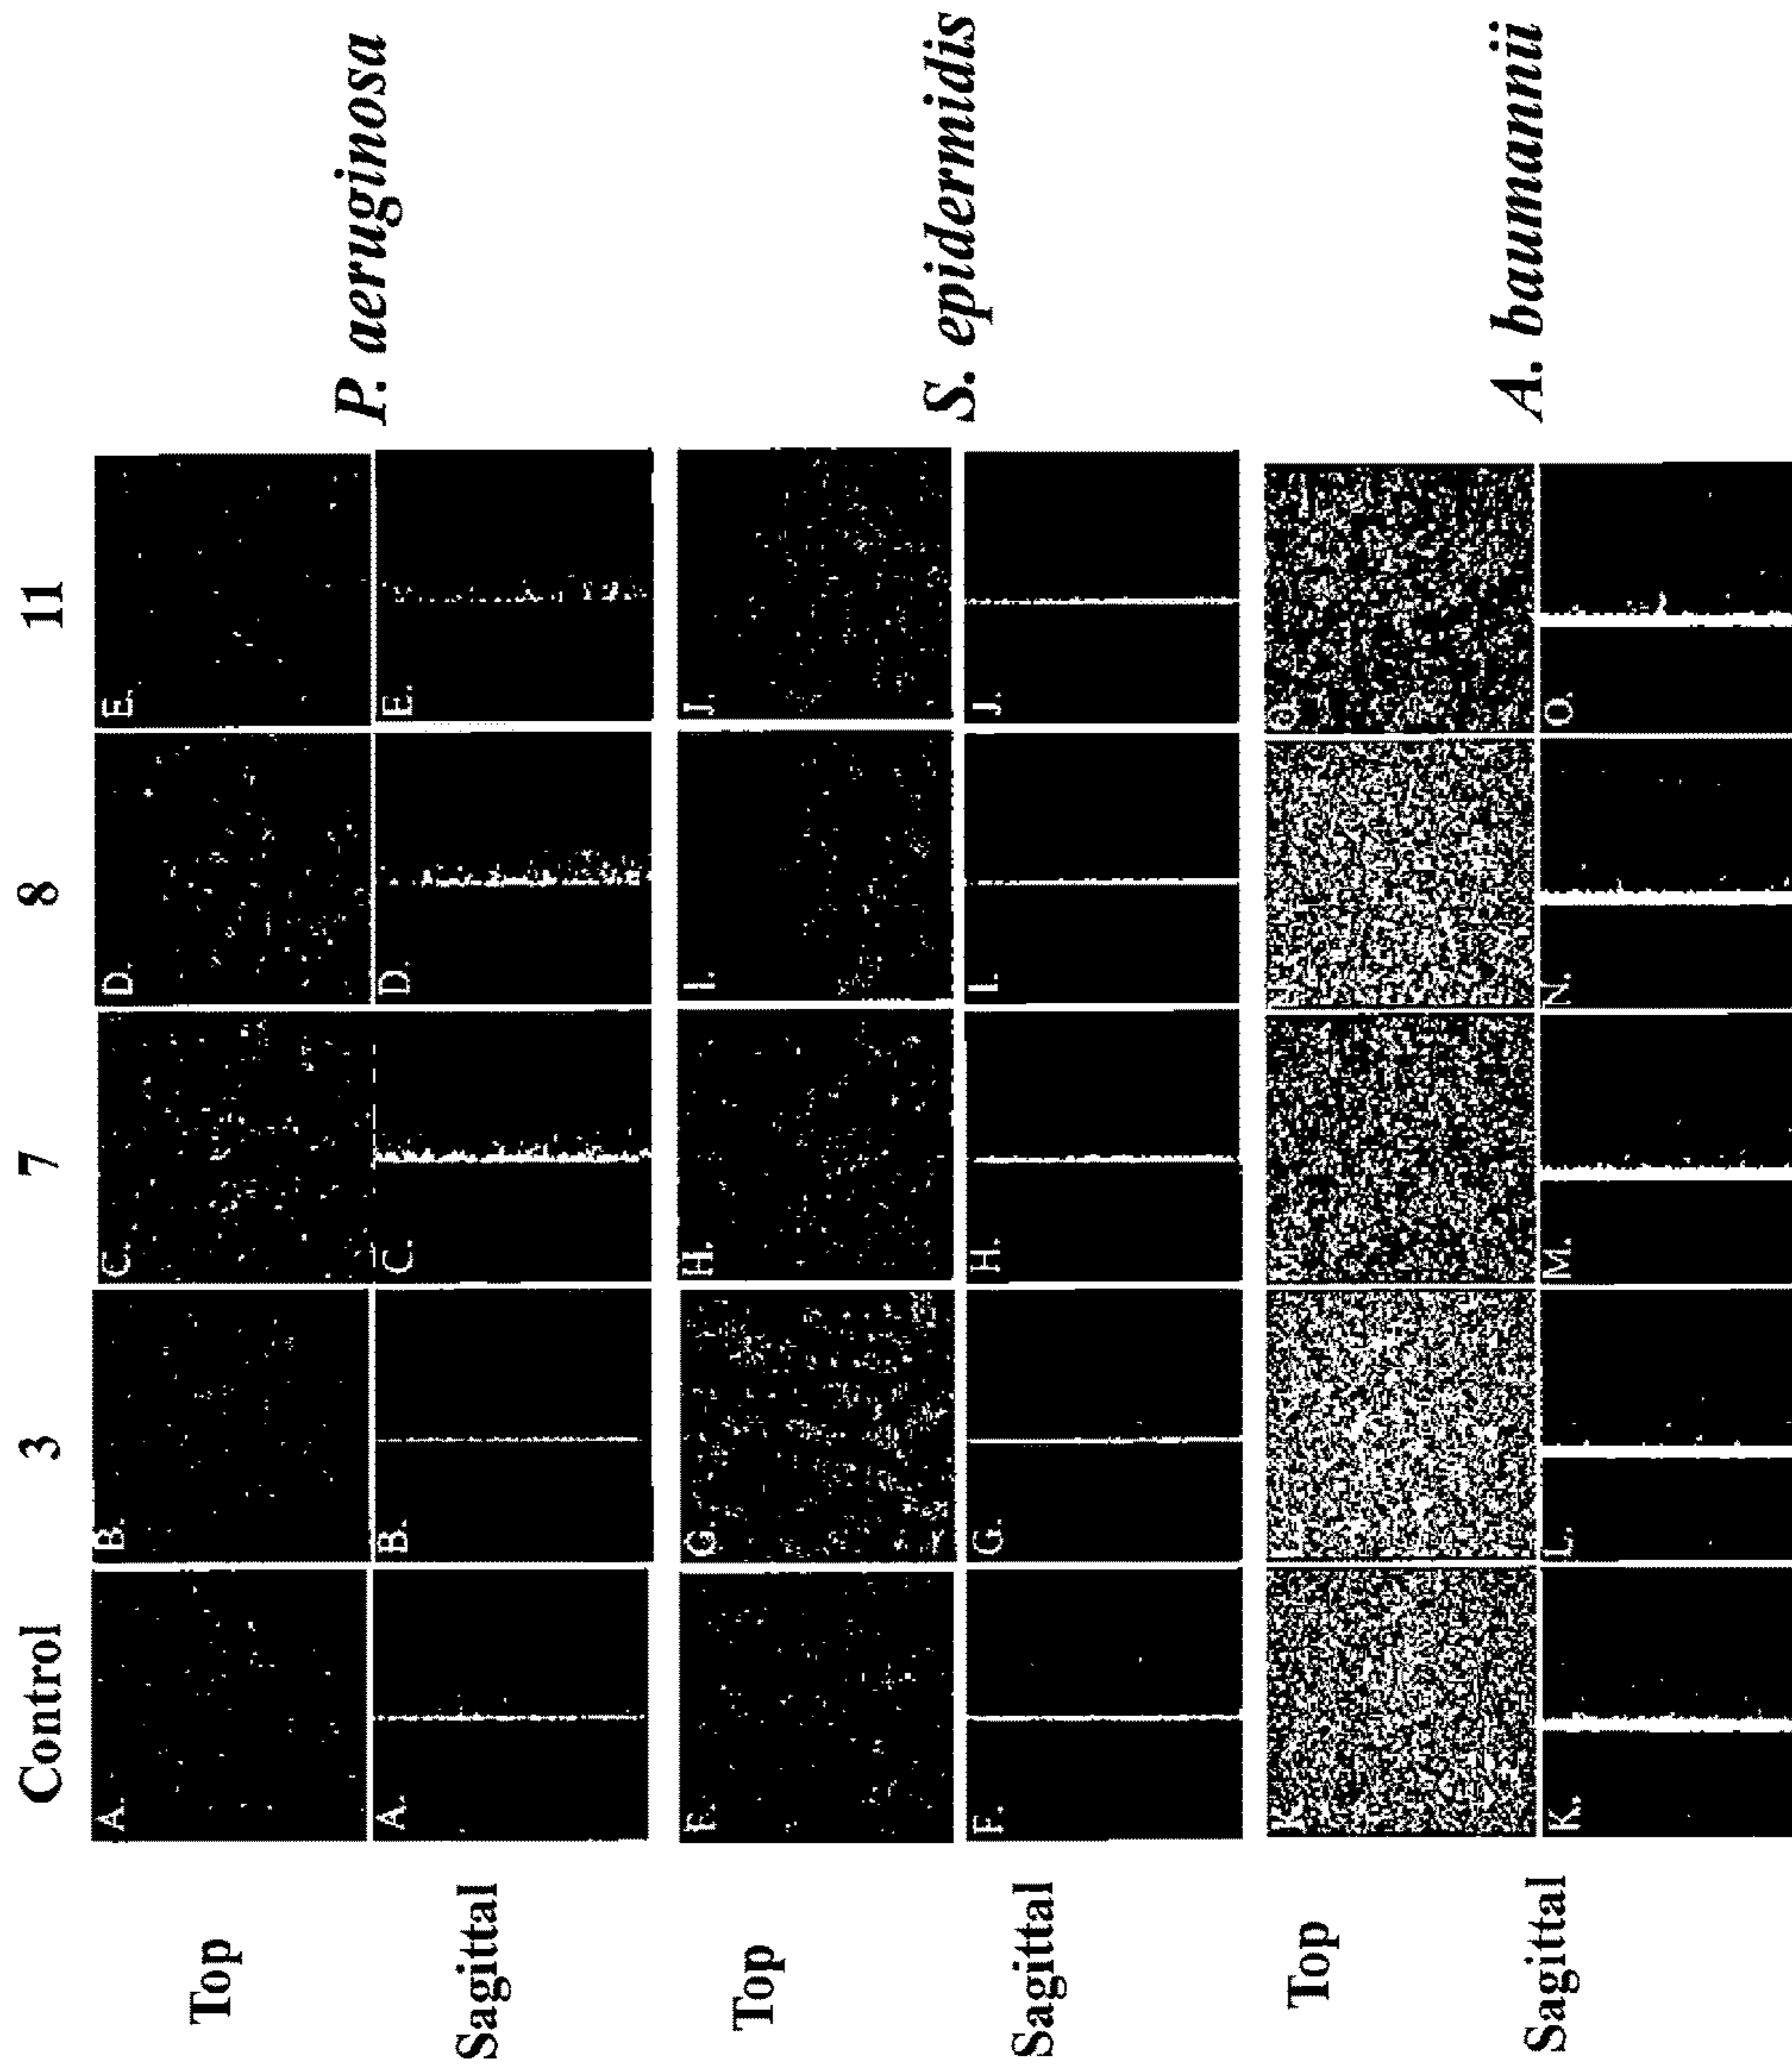 Control 3 7 8 11
Top
A. B. C. D. E.
P. aeruginosa
Sagittal
A. B. C. D. E.
Top
F. G. H. I. J.
S. epidermidis
Sagittal
F. G. H. I. J.
Top
K. L. M. N. O.
A. baumannii
Sagittal
K. L. M. N. O.